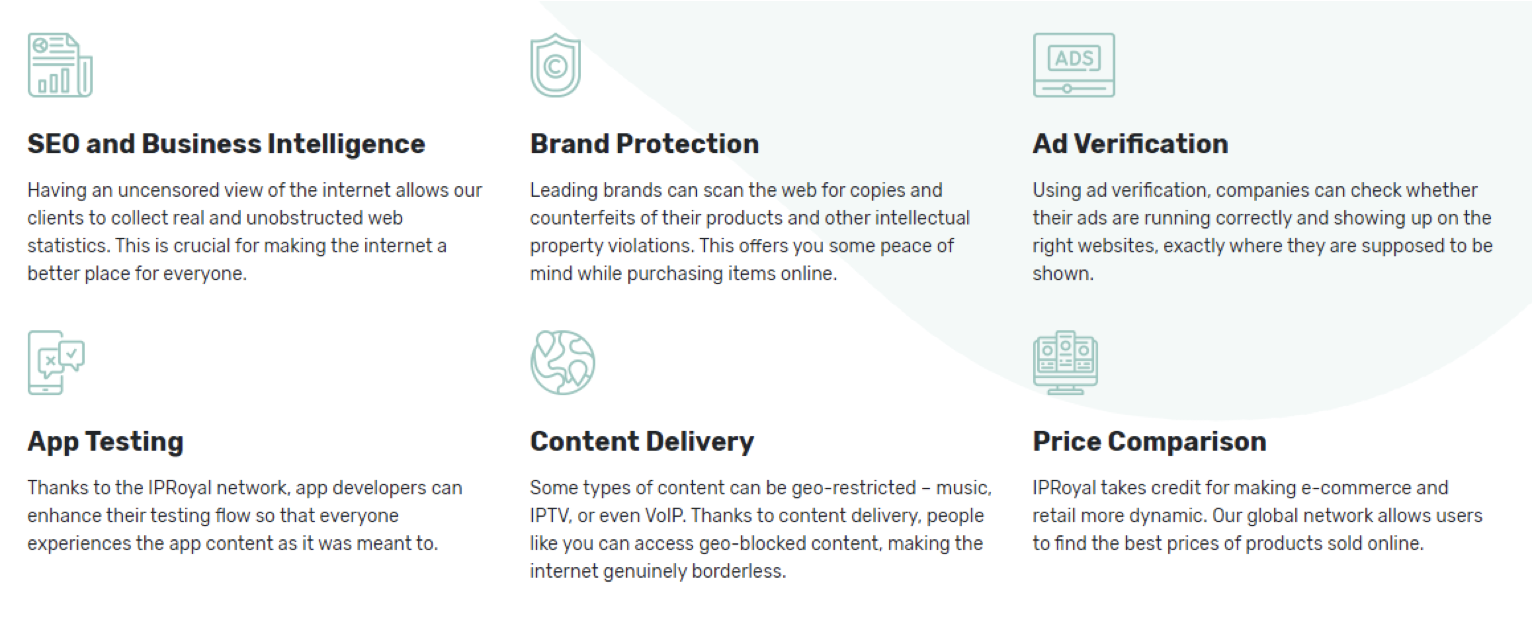 SEO and Business Intelligence
Having an uncensored view of the internet allows our
clients to collect real and unobstructed web
statistics. This is crucial for making the internet a
better place for everyone.
©
Brand Protection
Leading brands can scan the web for copies and
counterfeits of their products and other intellectual
property violations. This offers you some peace of
mind while purchasing items online.
ADS
Ad Verification
Using ad verification, companies can check whether
their ads are running correctly and showing up on the
right websites, exactly where they are supposed to be
shown.
App Testing
Thanks to the IPRoyal network, app developers can
enhance their testing flow so that everyone
experiences the app content as it was meant to.
Content Delivery
Some types of content can be geo-restricted – music,
IPTV, or even VoIP. Thanks to content delivery, people
like you can access geo-blocked content, making the
internet genuinely borderless.
Price Comparison
IPRoyal takes credit for making e-commerce and
retail more dynamic. Our global network allows users
to find the best prices of products sold online.